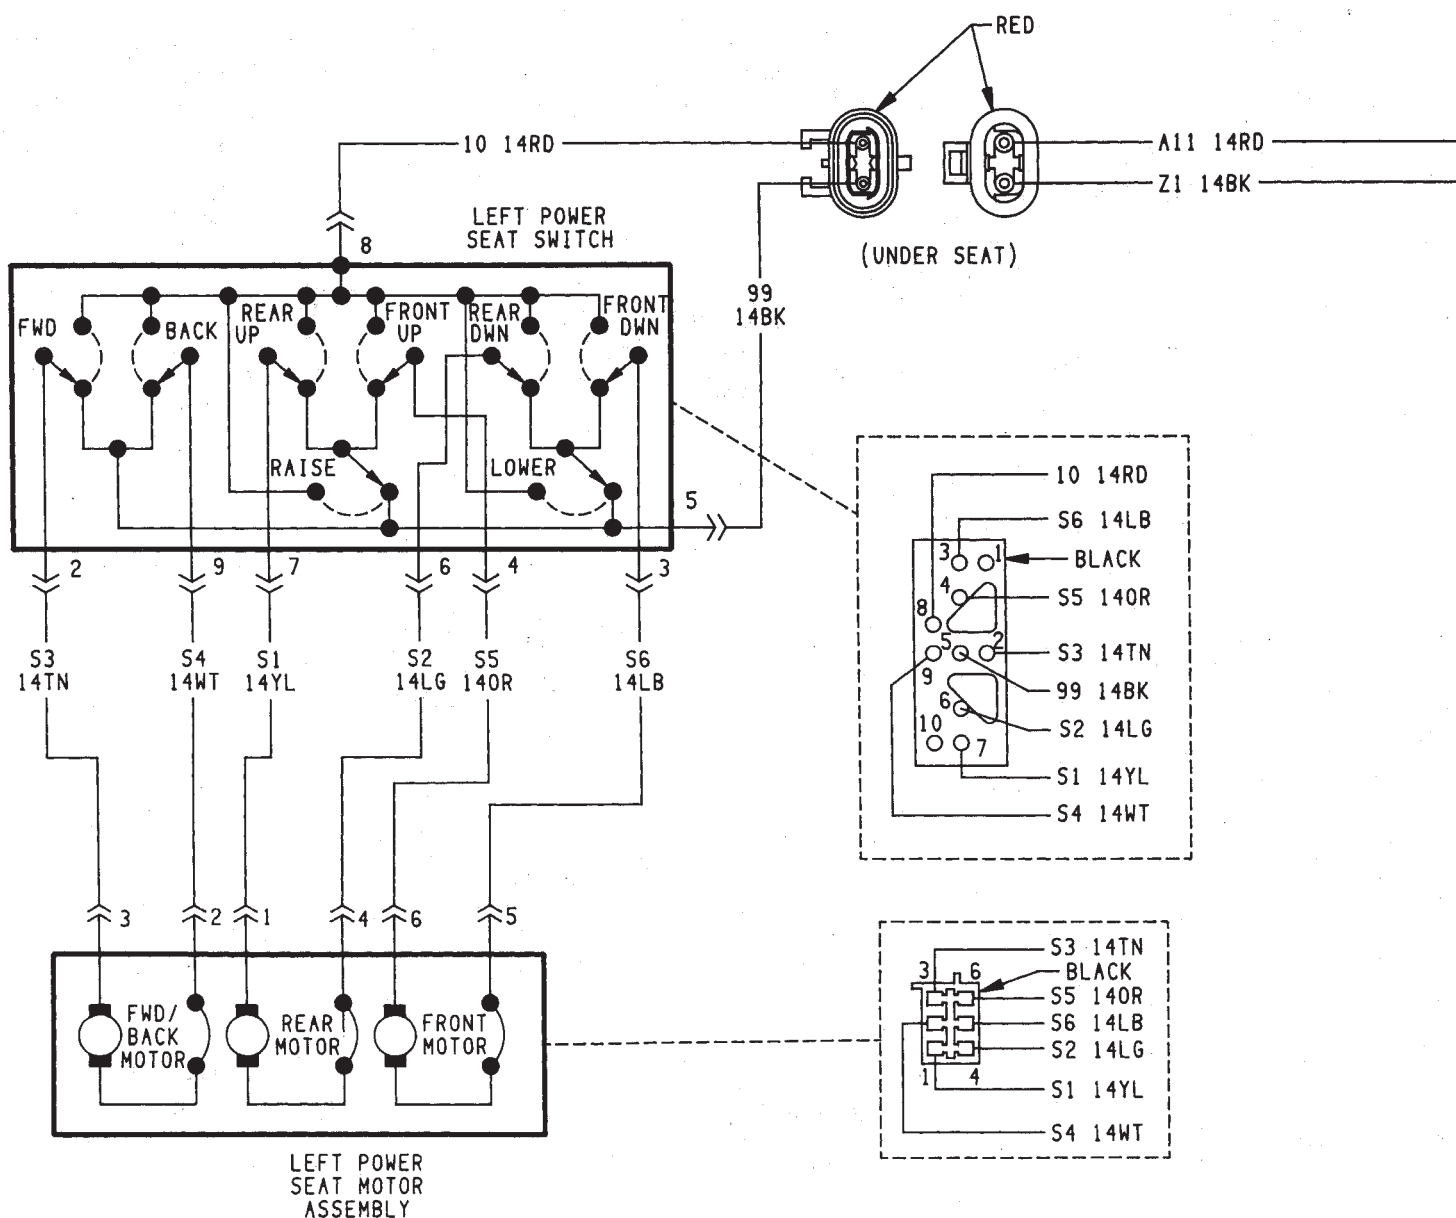 RED
10 14RD
A11 14RD
Z1 14BK
(UNDER SEAT)
LEFT POWER
SEAT SWITCH
8
99
14BK
FWD
BACK
REAR
UP
FRONT
UP
REAR
DWN
FRONT
DWN
RAISE
LOWER
5
2
9
7
6
4
3
S3
14TN
S4
14WT
S1
14YL
S2
14LG
S5
14OR
S6
14LB
3
2
1
4
6
5
FWD/
BACK
MOTOR
REAR
MOTOR
FRONT
MOTOR
LEFT POWER
SEAT MOTOR
ASSEMBLY
10 14RD
S6 14LB
3
1
BLACK
4
S5 14OR
8
5
2
S3 14TN
9
99 14BK
6
S2 14LG
10
7
S1 14YL
S4 14WT
S3 14TN
3
6
BLACK
S5 14OR
S6 14LB
S2 14LG
1
4
S1 14YL
S4 14WT